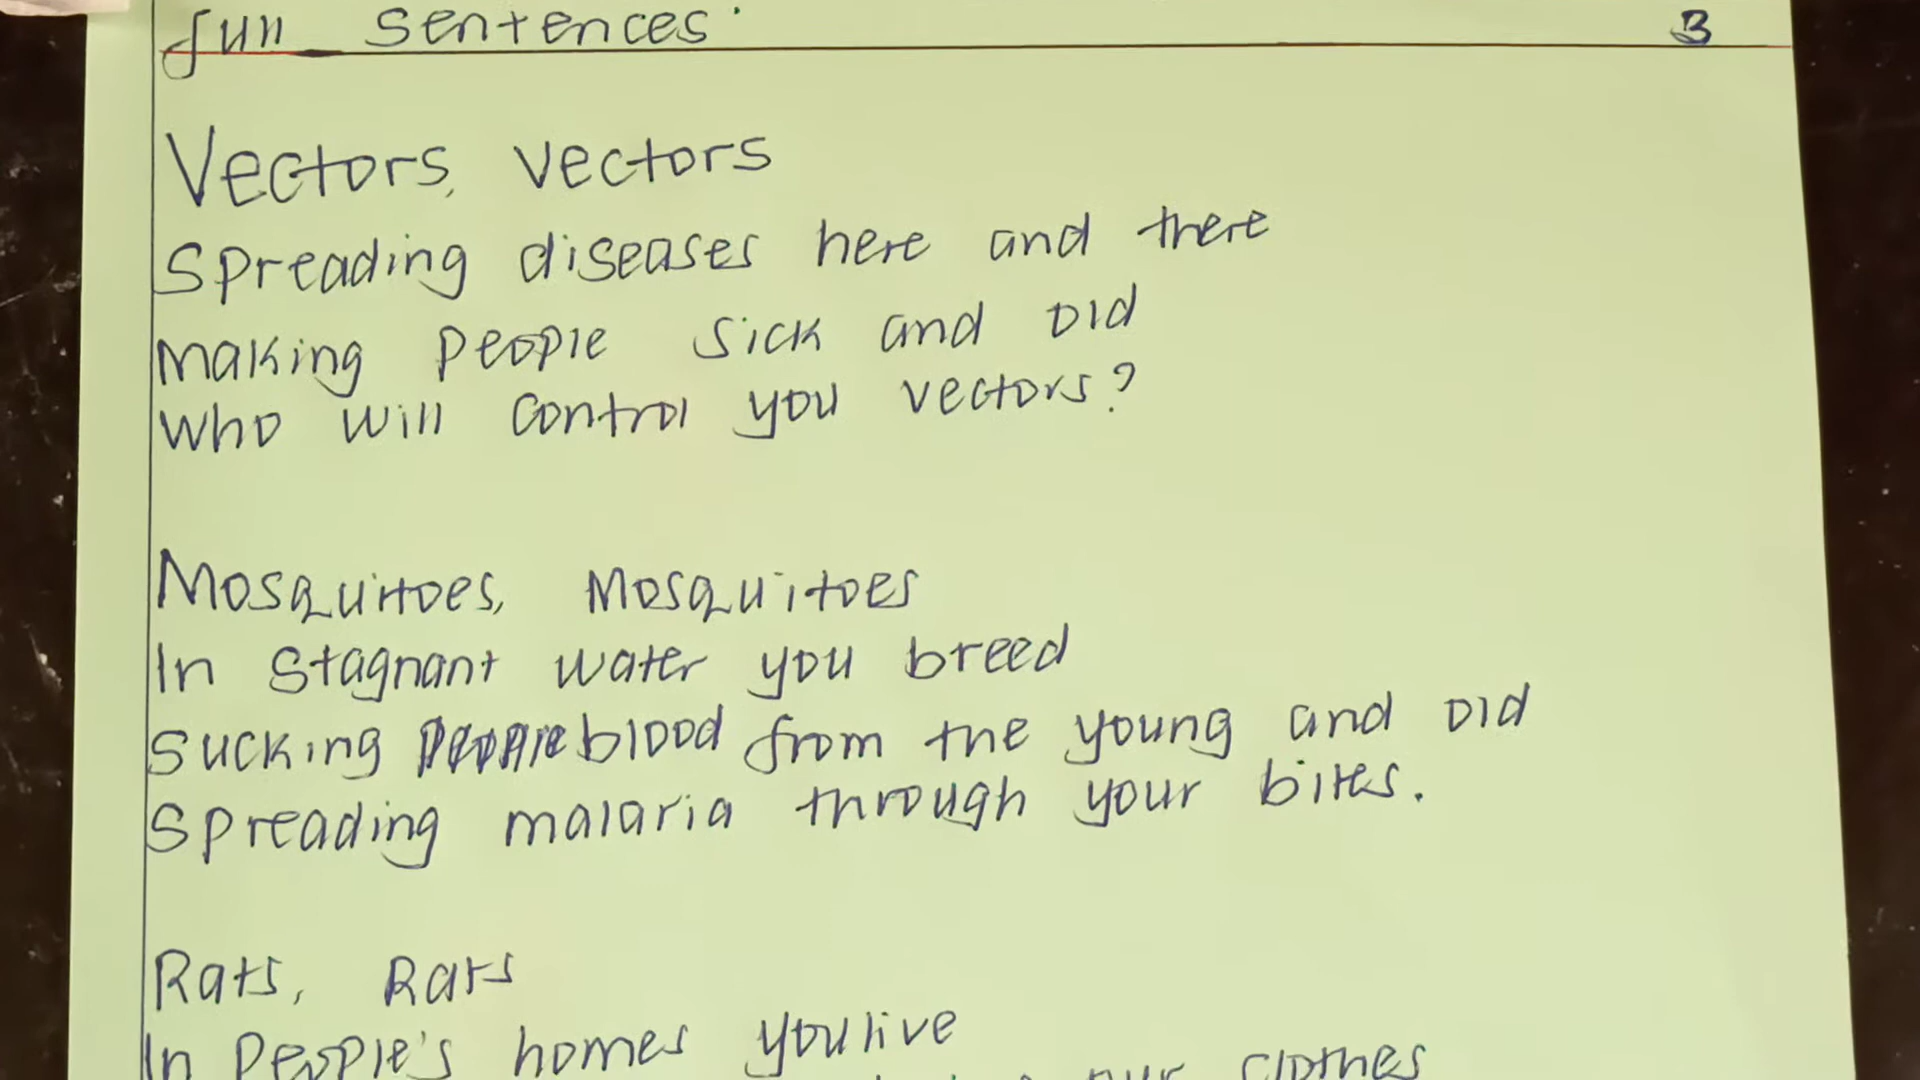 full sentences.
3
Vectors, vectors
Spreading diseases here and there
Making people sick and old
Who will control you vectors?
Mosquitoes, Mosquitoes
In stagnant water you breed
Sucking blood from the young and old
Spreading malaria through your bites.
Rats, Rats
In people's homes you live
our clothes